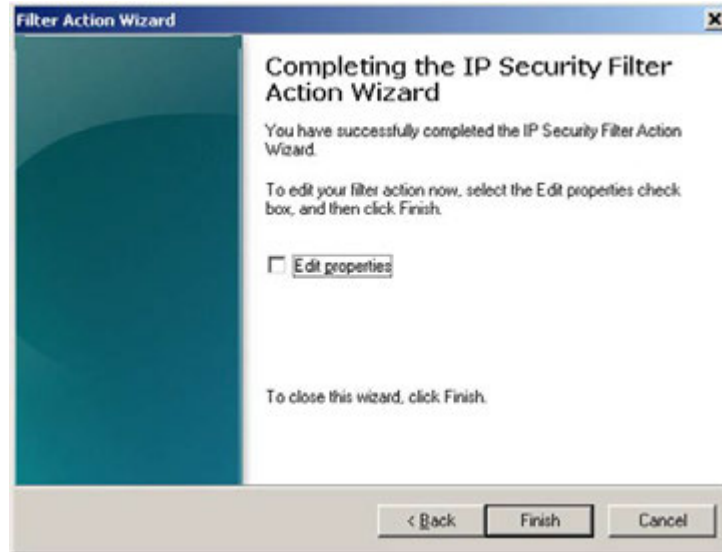 Filter Action Wizard
Completing the IP Security Filter
Action Wizard
You have successfully completed the IP Security Filter Action
Wizard.
To edit your filter action now, select the Edit properties check
box, and then click Finish.
Edit properties
To close this wizard, click Finish.
< Back Finish Cancel